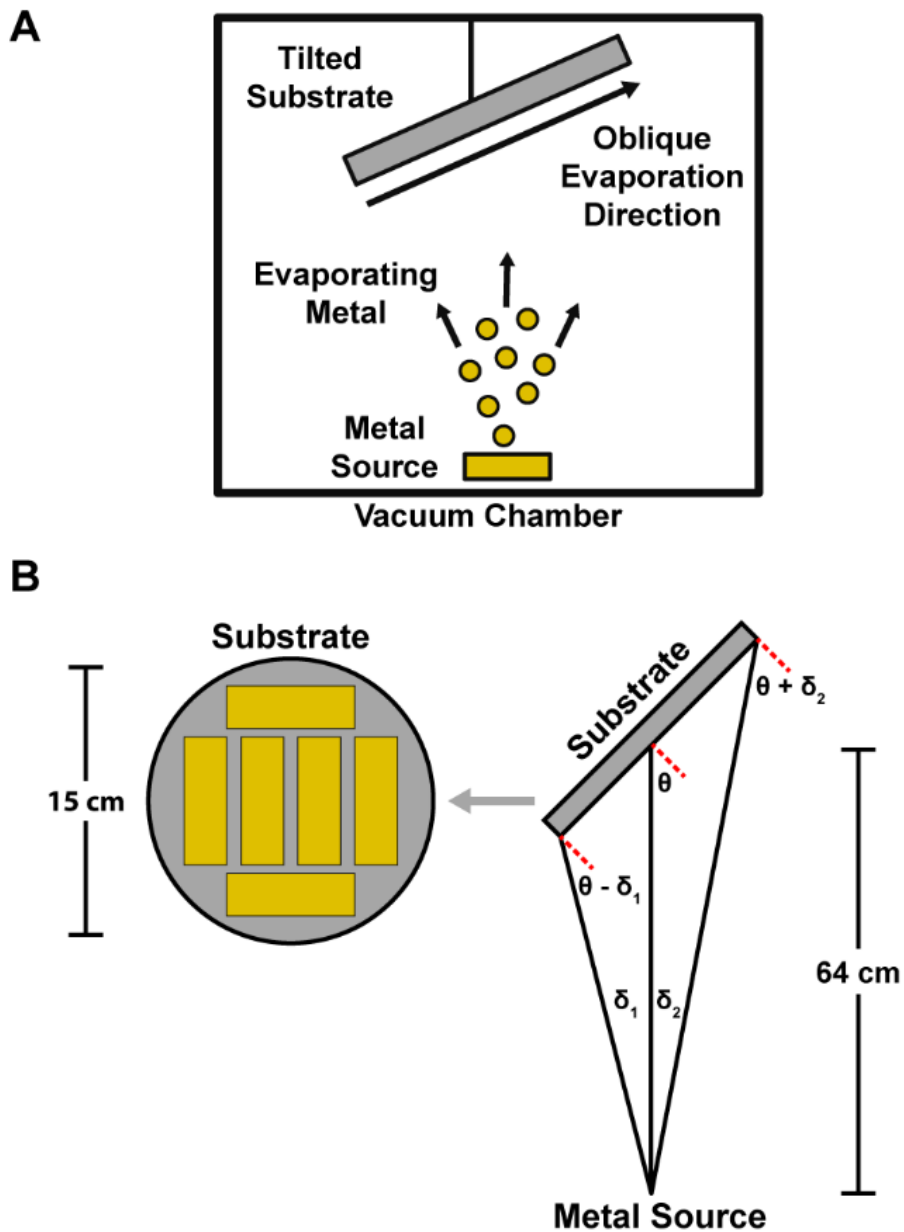 A
Tilted
Substrate
Oblique
Evaporation
Direction
Evaporating
Metal
Metal
Source
Vacuum Chamber
B
Substrate
15 cm
Substrate
θ + δ₂
θ
θ - δ₁
δ₁
δ₂
64 cm
Metal Source